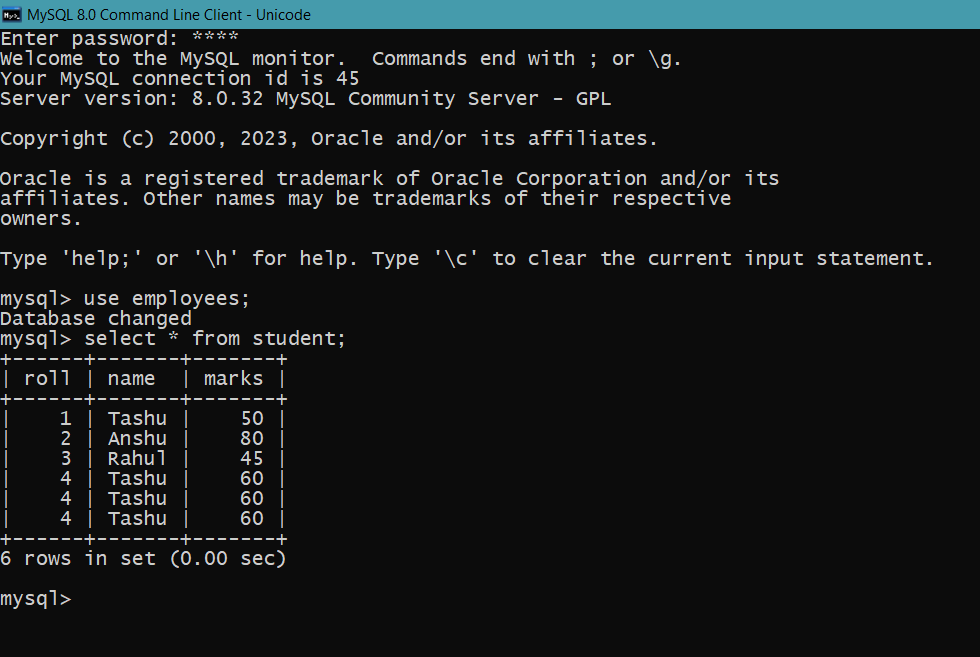 MySQL 8.0 Command Line Client - Unicode
Enter password: ****
Welcome to the MySQL monitor.  Commands end with ; or \g.
Your MySQL connection id is 45
Server version: 8.0.32 MySQL Community Server - GPL
Copyright (c) 2000, 2023, Oracle and/or its affiliates.
Oracle is a registered trademark of Oracle Corporation and/or its
affiliates. Other names may be trademarks of their respective
owners.
Type 'help;' or '\h' for help. Type '\c' to clear the current input statement.
mysql> use employees;
Database changed
mysql> select * from student;
+------+-------+-------+
| roll | name  | marks |
+------+-------+-------+
|    1 | Tashu |    50 |
|    2 | Anshu |    80 |
|    3 | Rahul |    45 |
|    4 | Tashu |    60 |
|    4 | Tashu |    60 |
|    4 | Tashu |    60 |
+------+-------+-------+
6 rows in set (0.00 sec)
mysql>